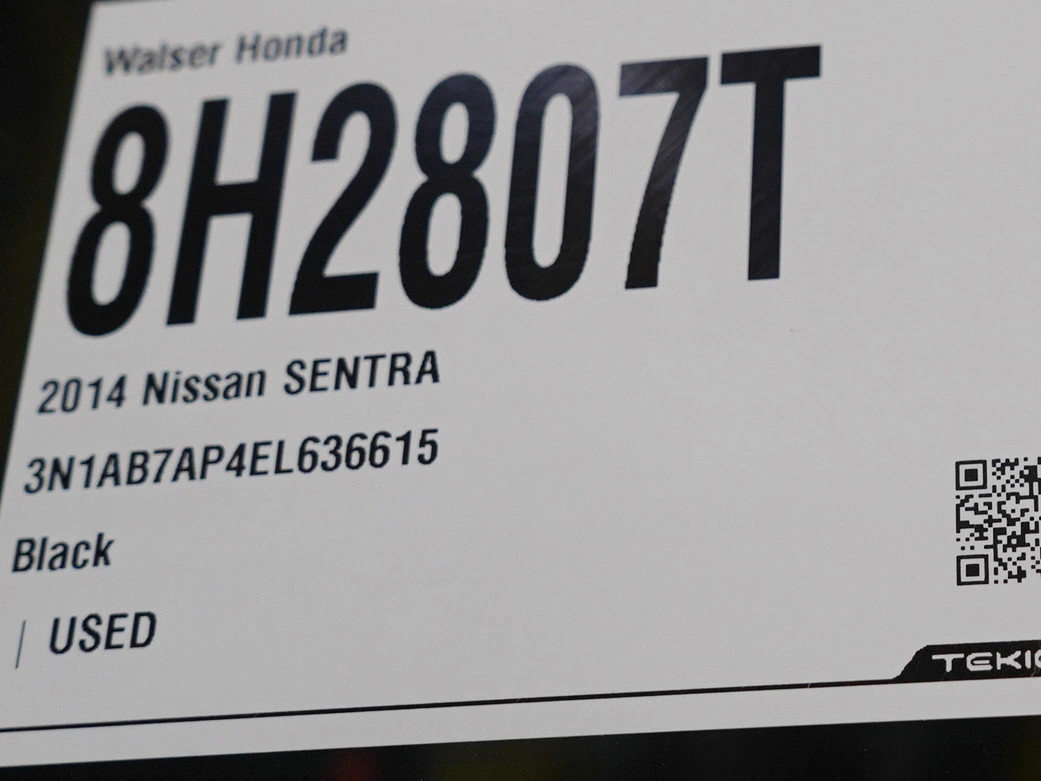 Walser Honda
8H2807T
2014 Nissan SENTRA
3N1AB7AP4EL636615
Black
| USED